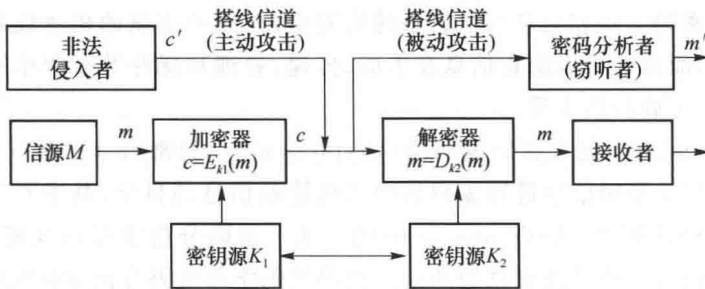 非法
侵入者
c′
搭线信道
(主动攻击)
搭线信道
(被动攻击)
密码分析者
(窃听者)
m′
信源M
m
加密器
c=E_{k1}(m)
c
解密器
m=D_{k2}(m)
m
接收者
密钥源K₁
密钥源K₂